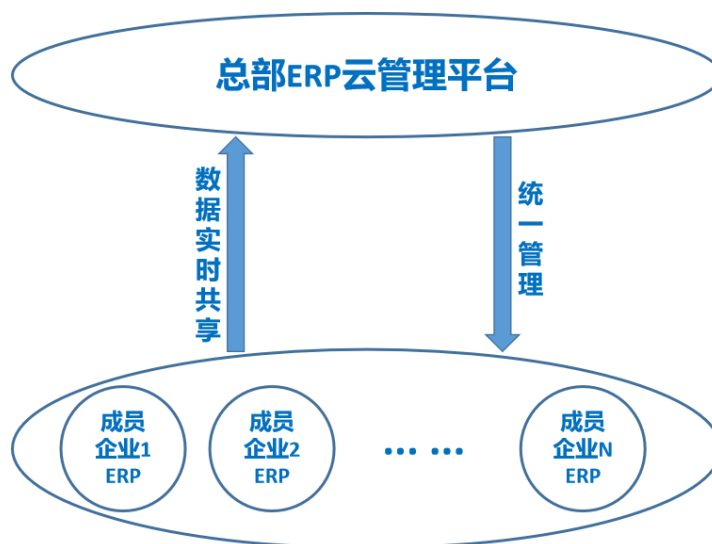 总部ERP云管理平台
数据实时共享
统一管理
成员
企业1
ERP
成员
企业2
ERP
... ...
成员
企业N
ERP